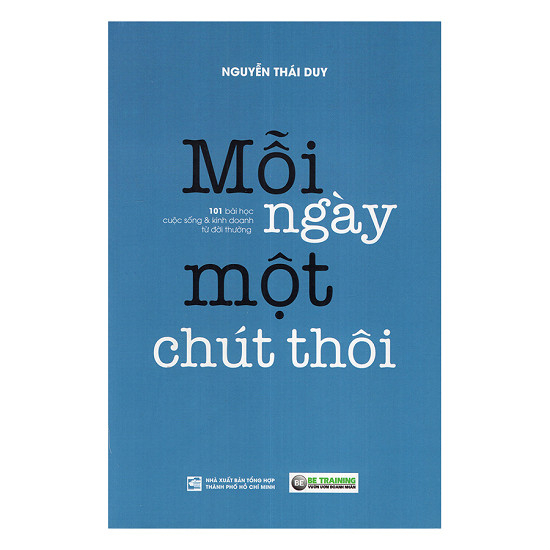 NGUYỄN THÁI DUY
Mỗi
101 bài học
cuộc sống & kinh doanh
từ đời thường
ngày
một
chút thôi
NHÀ XUẤT BẢN TỔNG HỢP
THÀNH PHỐ HỒ CHÍ MINH
BE
BE TRAINING
VƯỜN ƯƠM DOANH NHÂN